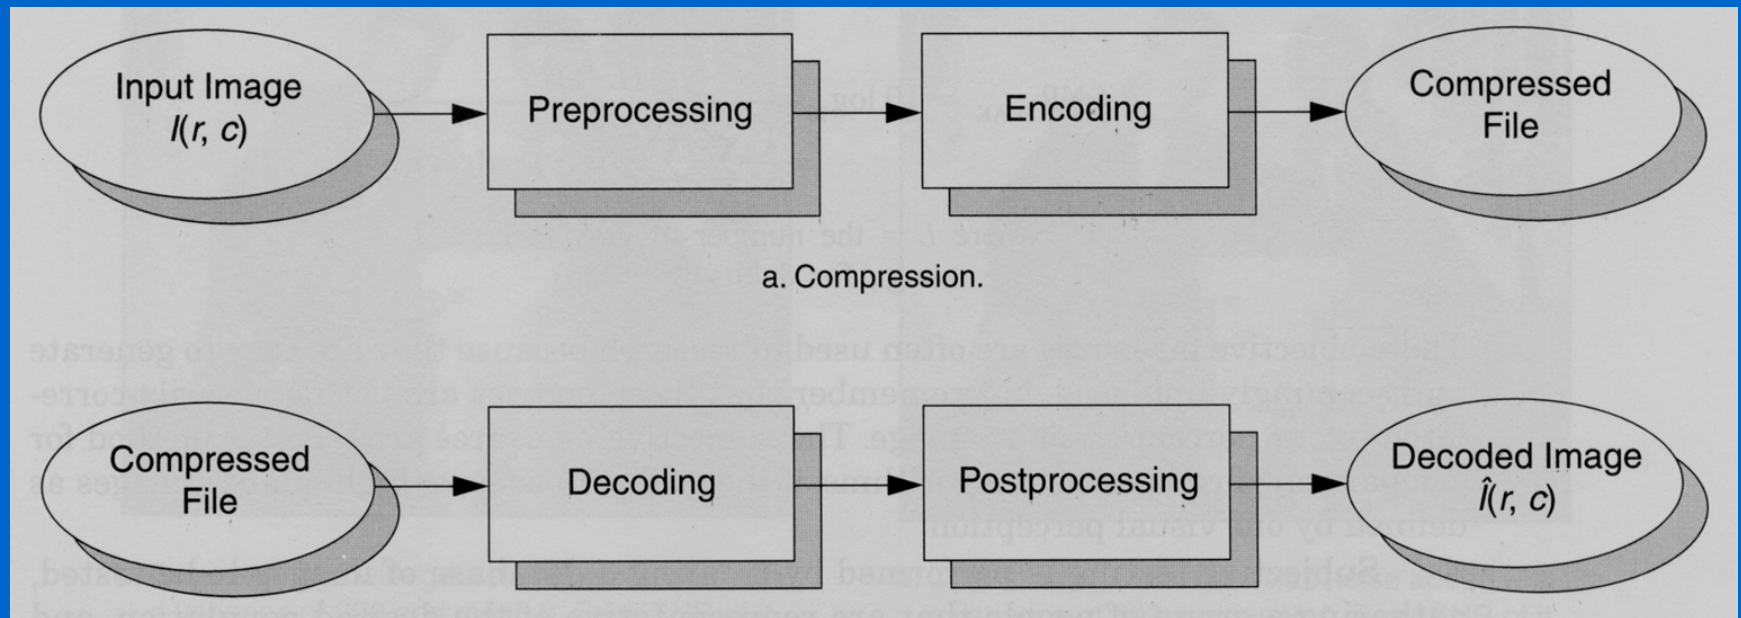 Input Image
I(r, c)
Preprocessing
Encoding
Compressed
File
a. Compression.
Compressed
File
Decoding
Postprocessing
Decoded Image
Î(r, c)